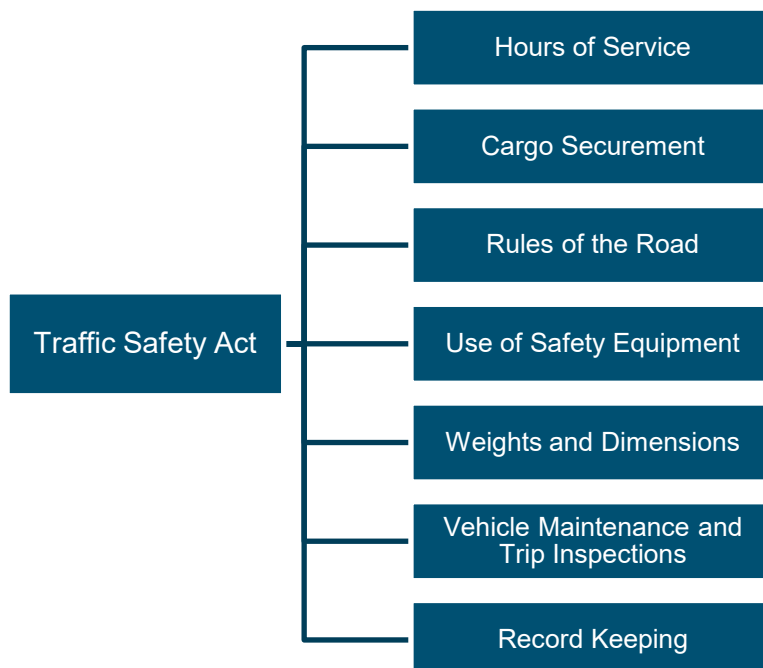 Hours of Service
Cargo Securement
Rules of the Road
Traffic Safety Act
Use of Safety Equipment
Weights and Dimensions
Vehicle Maintenance and
Trip Inspections
Record Keeping